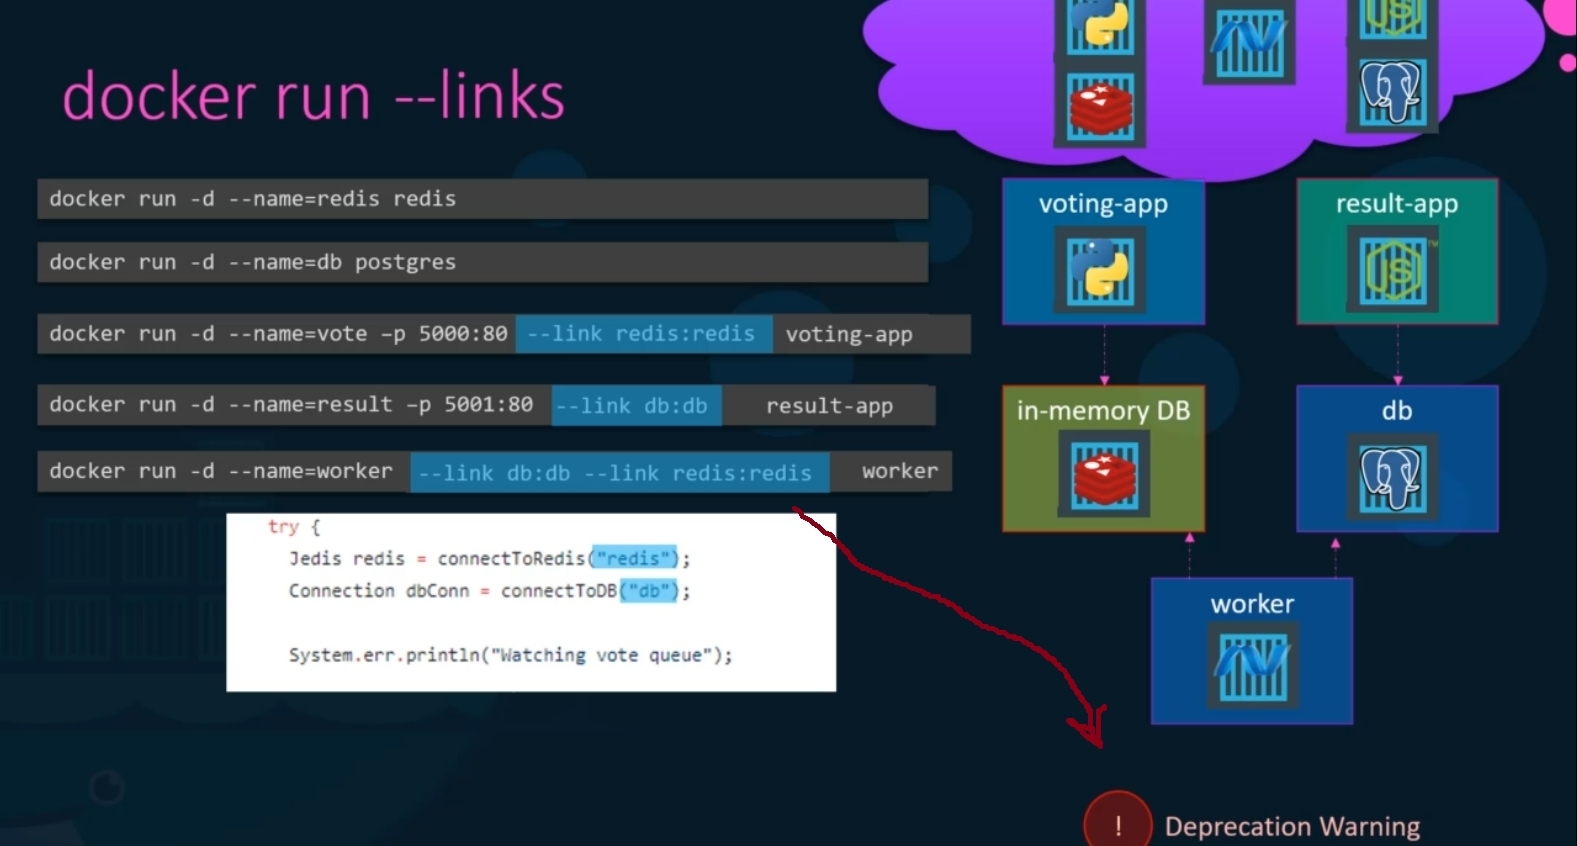 docker run --links
docker run -d --name=redis redis
docker run -d --name=db postgres
docker run -d --name=vote –p 5000:80 --link redis:redis voting-app
docker run -d --name=result –p 5001:80 --link db:db result-app
docker run -d --name=worker --link db:db --link redis:redis worker
try {
Jedis redis = connectToRedis("redis");
Connection dbConn = connectToDB("db");
System.err.println("Watching vote queue");
JS
voting-app
result-app
JS™
in-memory DB
db
worker
! Deprecation Warning